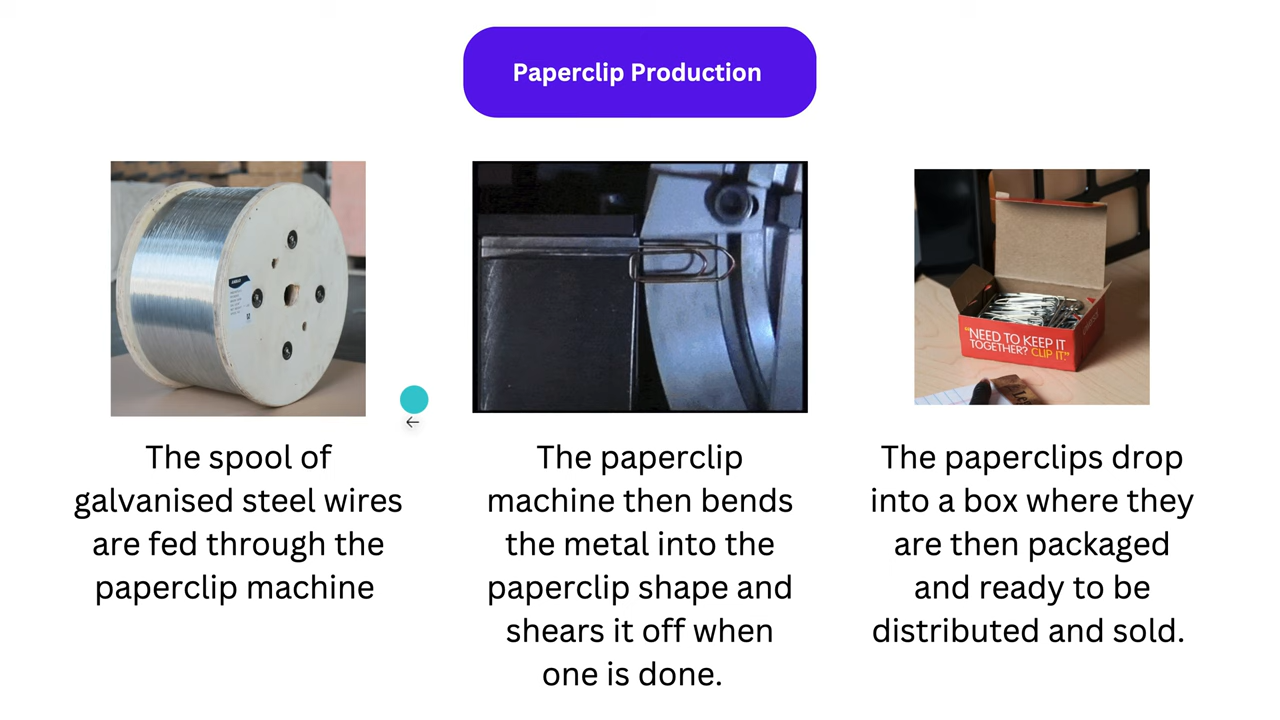 Paperclip Production
"NEED TO KEEP IT
TOGETHER? CLIP IT."
The spool of
galvanised steel wires
are fed through the
paperclip machine
The paperclip
machine then bends
the metal into the
paperclip shape and
shears it off when
one is done.
The paperclips drop
into a box where they
are then packaged
and ready to be
distributed and sold.